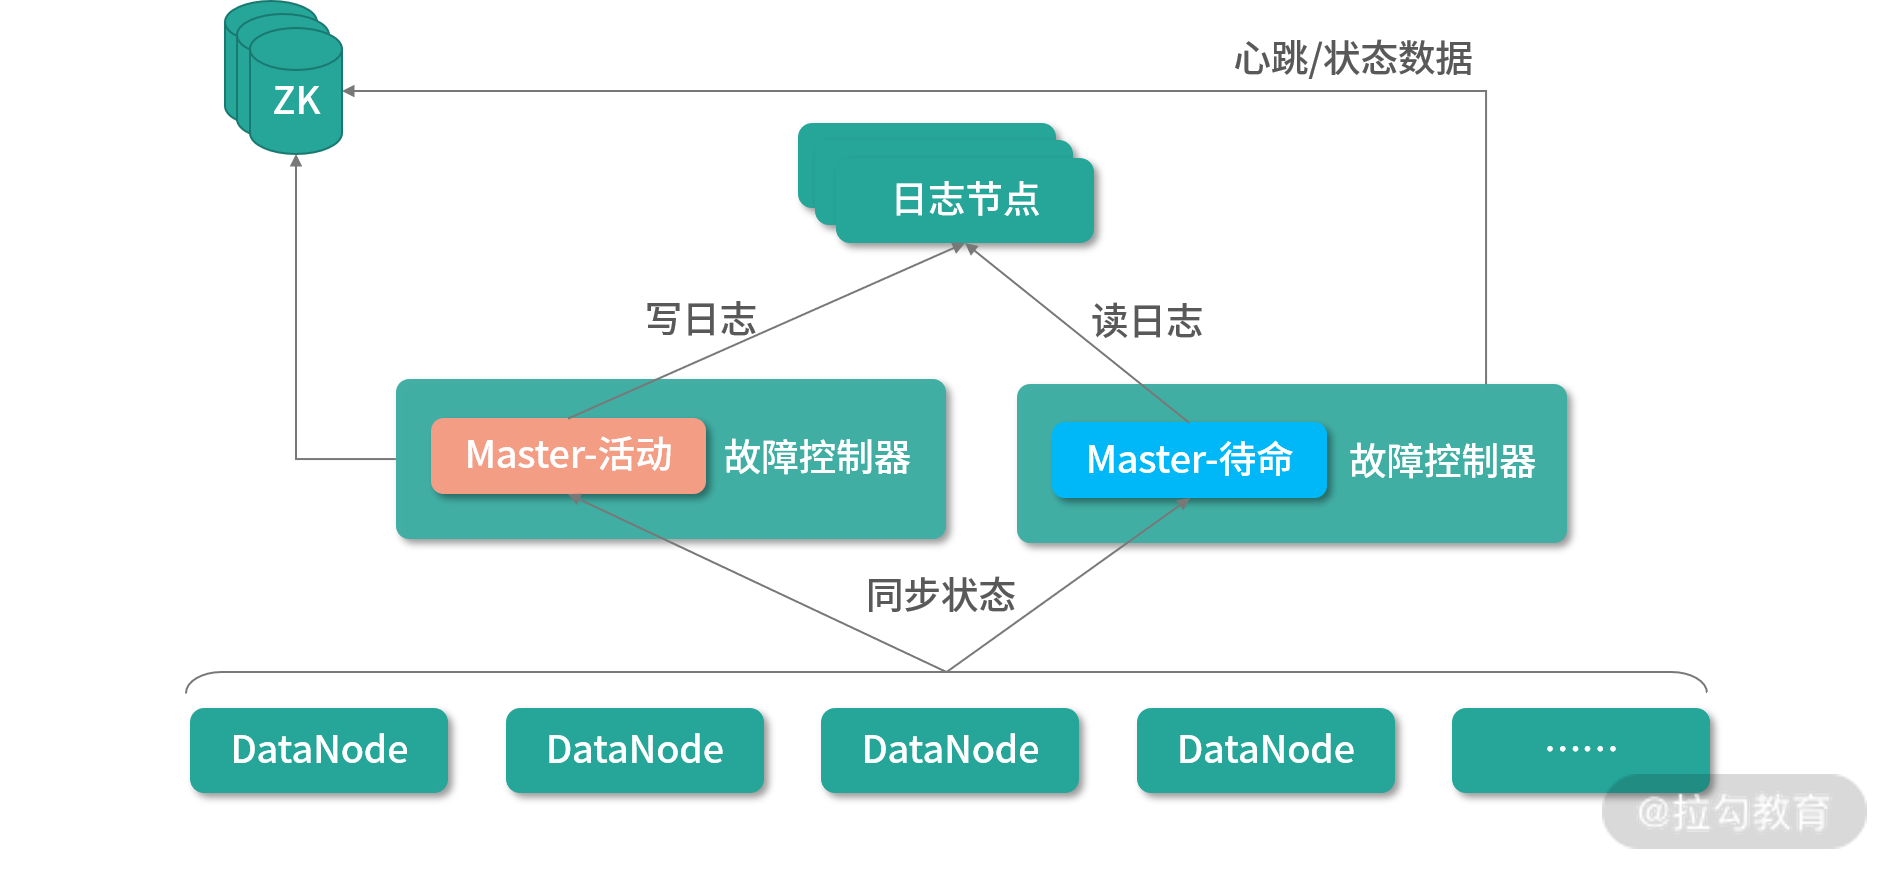 心跳/状态数据
ZK
日志节点
写日志
读日志
Master-活动
故障控制器
Master-待命
故障控制器
同步状态
DataNode
DataNode
DataNode
DataNode
······
@拉勾教育